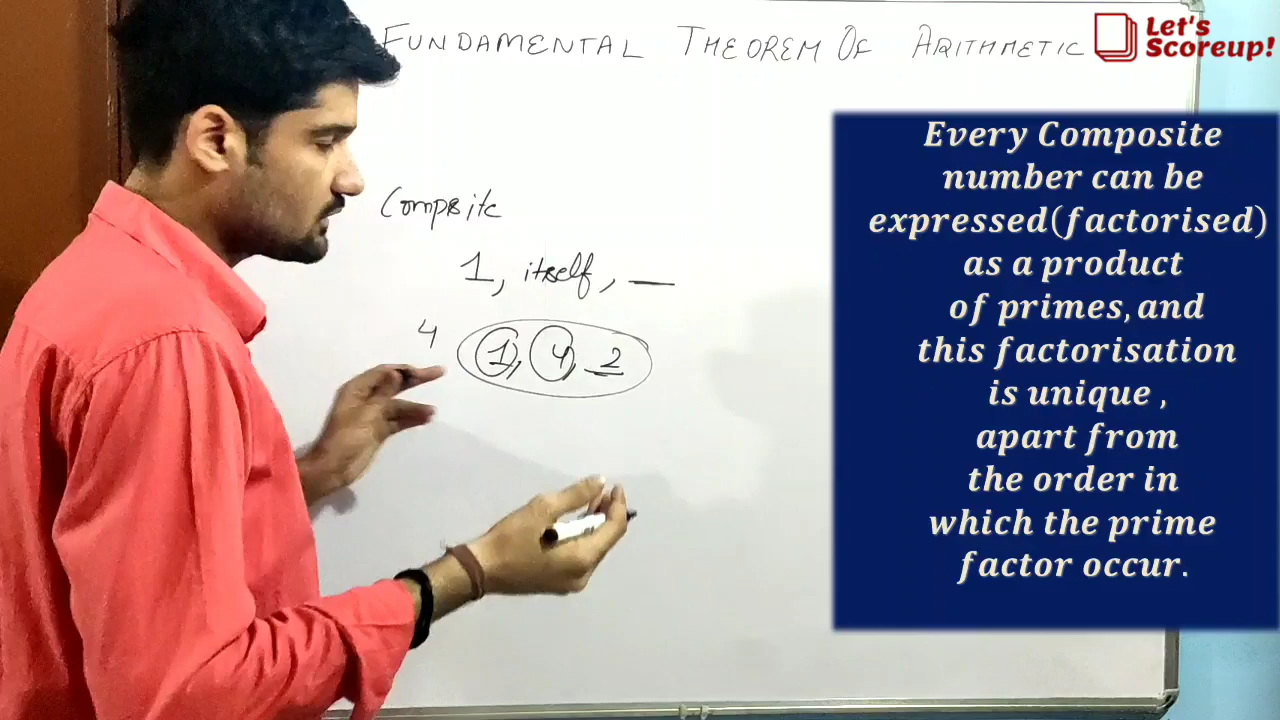 FUNDAMENTAL THEOREM OF ARITHMETIC
Let's
Scoreup!
Composite
1, itself, —
4 1, 4, 2
Every Composite
number can be
expressed(factorised)
as a product
of primes, and
this factorisation
is unique ,
apart from
the order in
which the prime
factor occur.